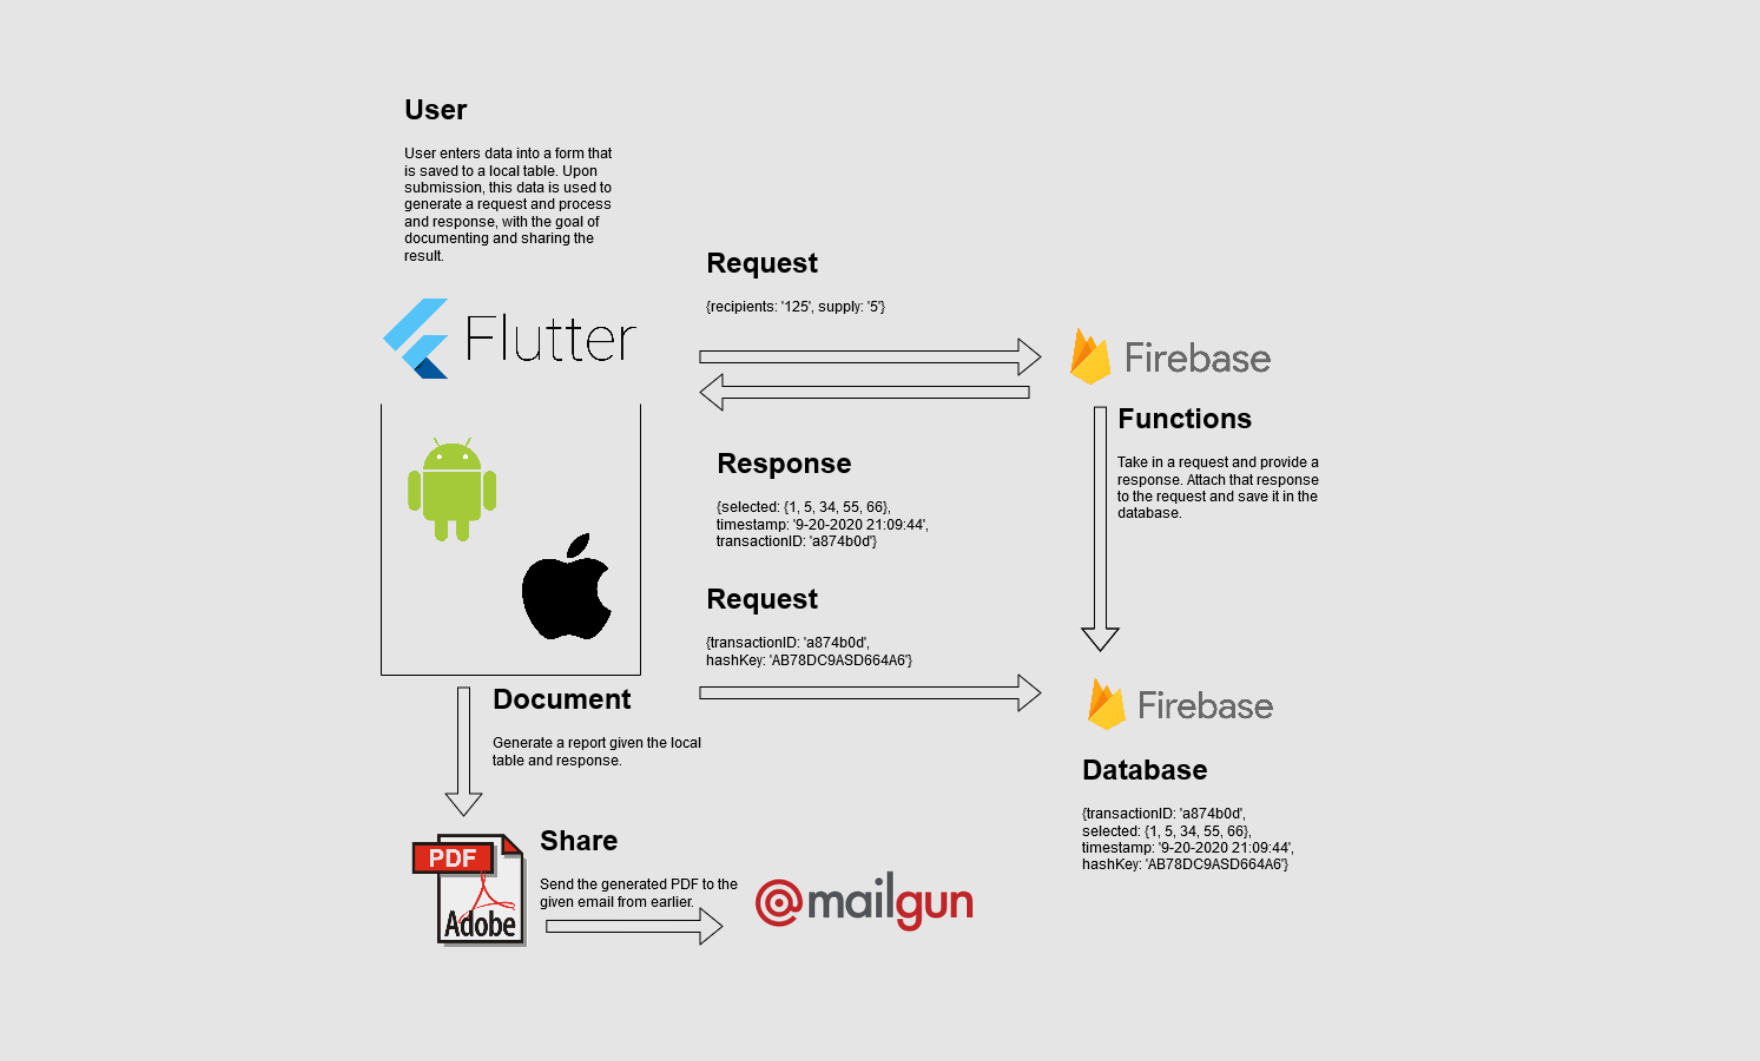 User
User enters data into a form that
is saved to a local table. Upon
submission, this data is used to
generate a request and process
and response, with the goal of
documenting and sharing the
result.
Flutter
Request
{recipients: '125', supply: '5'}
Firebase
Functions
Take in a request and provide a
response. Attach that response
to the request and save it in the
database.
Response
{selected: {1, 5, 34, 55, 66},
timestamp: '9-20-2020 21:09:44',
transactionID: 'a874b0d'}
Request
{transactionID: 'a874b0d',
hashKey: 'AB78DC9ASD664A6'}
Firebase
Database
{transactionID: 'a874b0d',
selected: {1, 5, 34, 55, 66},
timestamp: '9-20-2020 21:09:44',
hashKey: 'AB78DC9ASD664A6'}
Document
Generate a report given the local
table and response.
PDF
Adobe
Share
Send the generated PDF to the
given email from earlier.
@mailgun